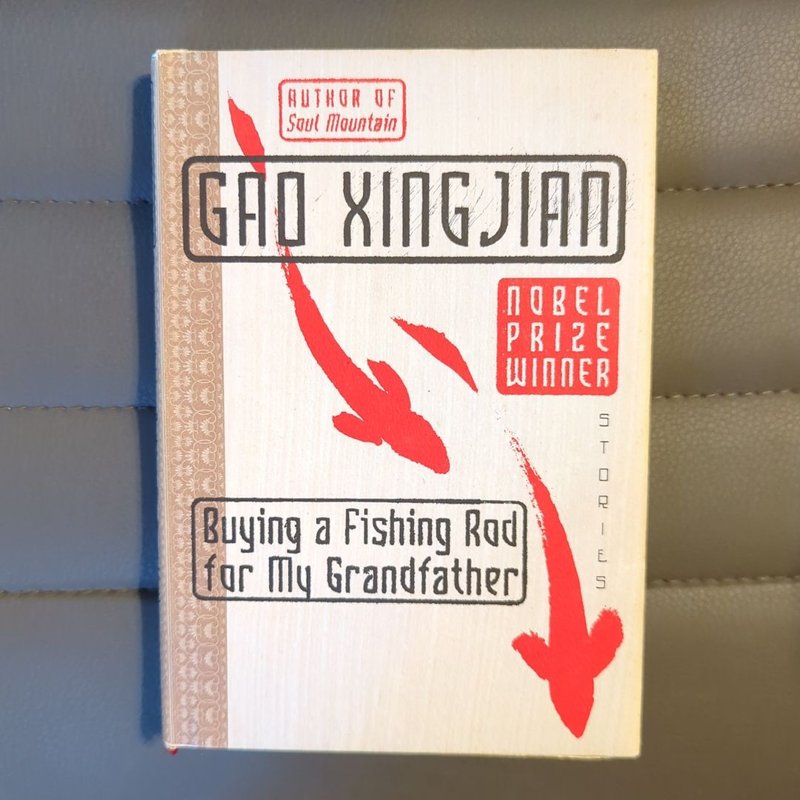 AUTHOR OF
Soul Mountain
GAO XINGJIAN
NOBEL
PRIZE
WINNER
STORIES
Buying a Fishing Rod
for My Grandfather